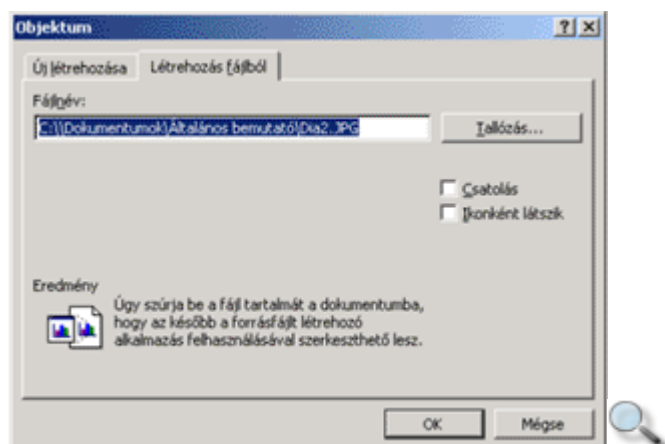 Objektum
Új létrehozása
Létrehozás fájlból
Fájlnév:
C:\\Dokumentumok\Általános bemutató\Dia2.JPG
Tallózás...
Csatolás
Ikonként látszik
Eredmény
Úgy szúrja be a fájl tartalmát a dokumentumba,
hogy az később a forrásfájlt létrehozó
alkalmazás felhasználásával szerkeszthető lesz.
OK
Mégse